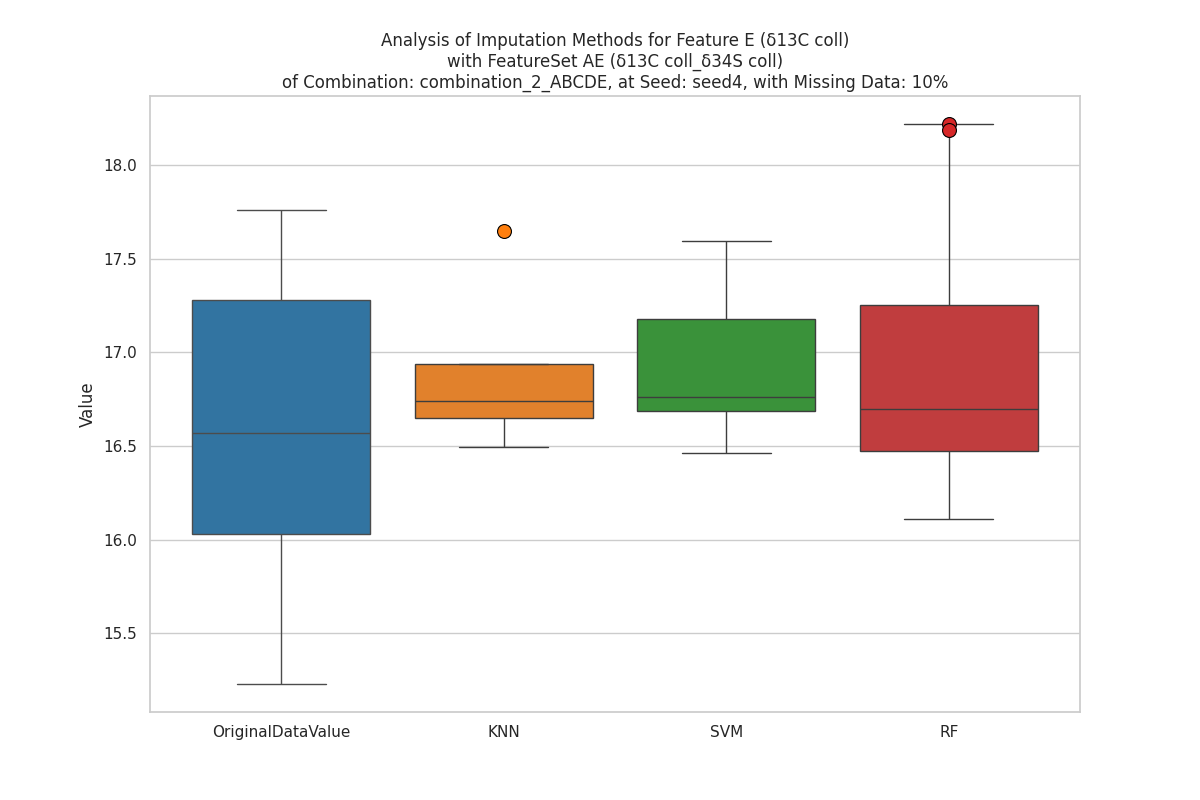 Analysis of Imputation Methods for Feature E (δ13C coll)
with FeatureSet AE (δ13C coll_δ34S coll)
of Combination: combination_2_ABCDE, at Seed: seed4, with Missing Data: 10%
18.0
17.5
17.0
16.5
16.0
15.5
Value
OriginalDataValue
KNN
SVM
RF